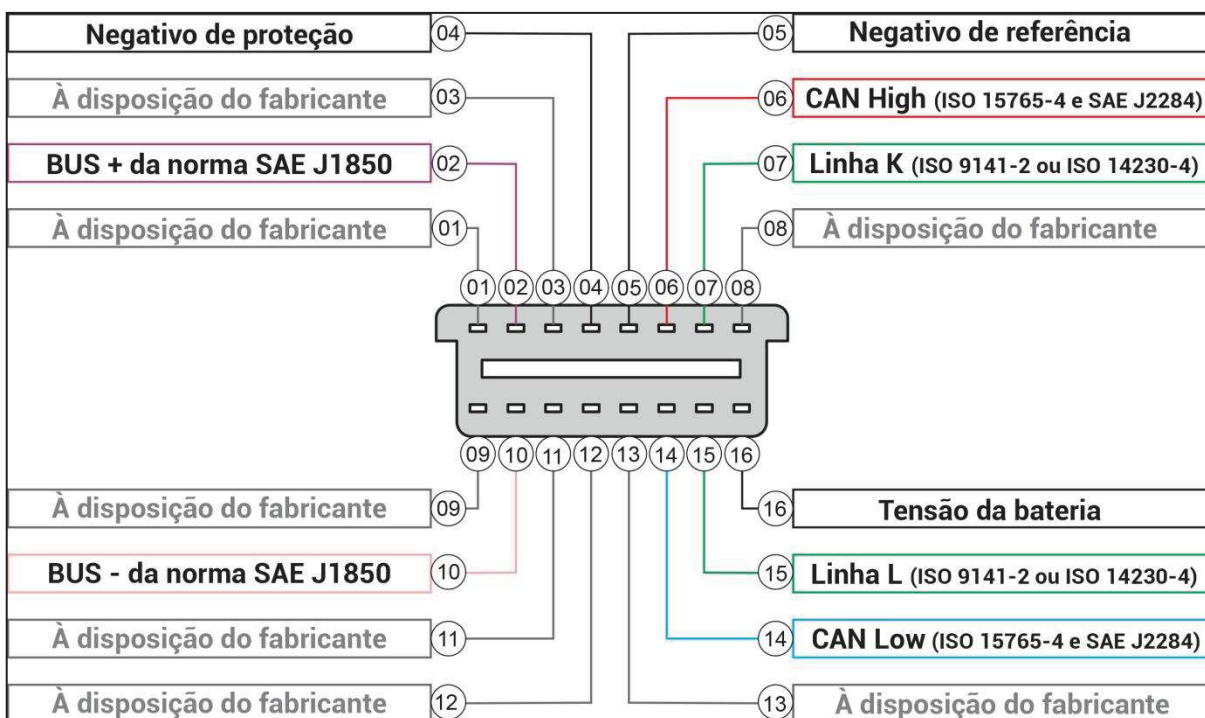 Negativo de proteção 04
05 Negativo de referência
À disposição do fabricante 03
06 CAN High (ISO 15765-4 e SAE J2284)
BUS + da norma SAE J1850 02
07 Linha K (ISO 9141-2 ou ISO 14230-4)
À disposição do fabricante 01
08 À disposição do fabricante
01 02 03 04 05 06 07 08
09 10 11 12 13 14 15 16
À disposição do fabricante 09
16 Tensão da bateria
BUS - da norma SAE J1850 10
15 Linha L (ISO 9141-2 ou ISO 14230-4)
À disposição do fabricante 11
14 CAN Low (ISO 15765-4 e SAE J2284)
À disposição do fabricante 12
13 À disposição do fabricante